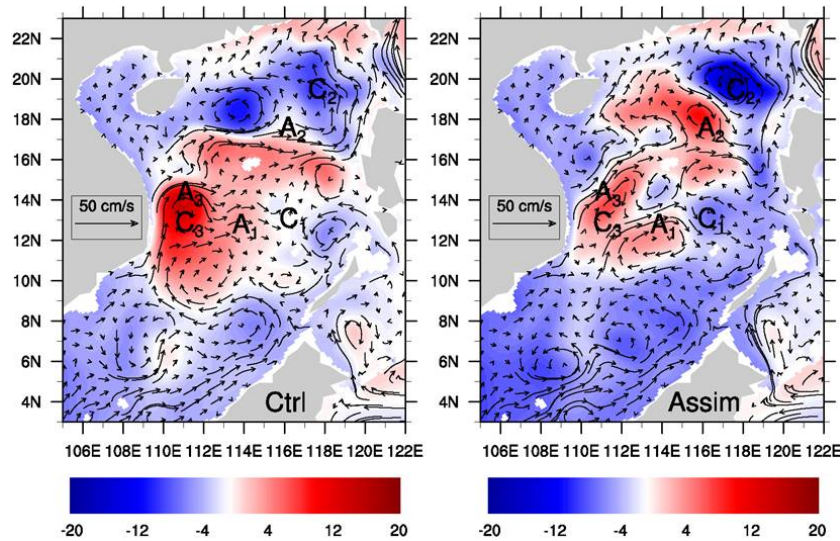 22N
20N
18N
16N
14N
12N
10N
8N
6N
4N
50 cm/s
C2
A2
A3
C3
A1
C1
Ctrl
106E 108E 110E 112E 114E 116E 118E 120E 122E
-20 -12 -4 4 12 20
22N
20N
18N
16N
14N
12N
10N
8N
6N
4N
50 cm/s
C2
A2
A3
C3
A1
C1
Assim
106E 108E 110E 112E 114E 116E 118E 120E 122E
-20 -12 -4 4 12 20